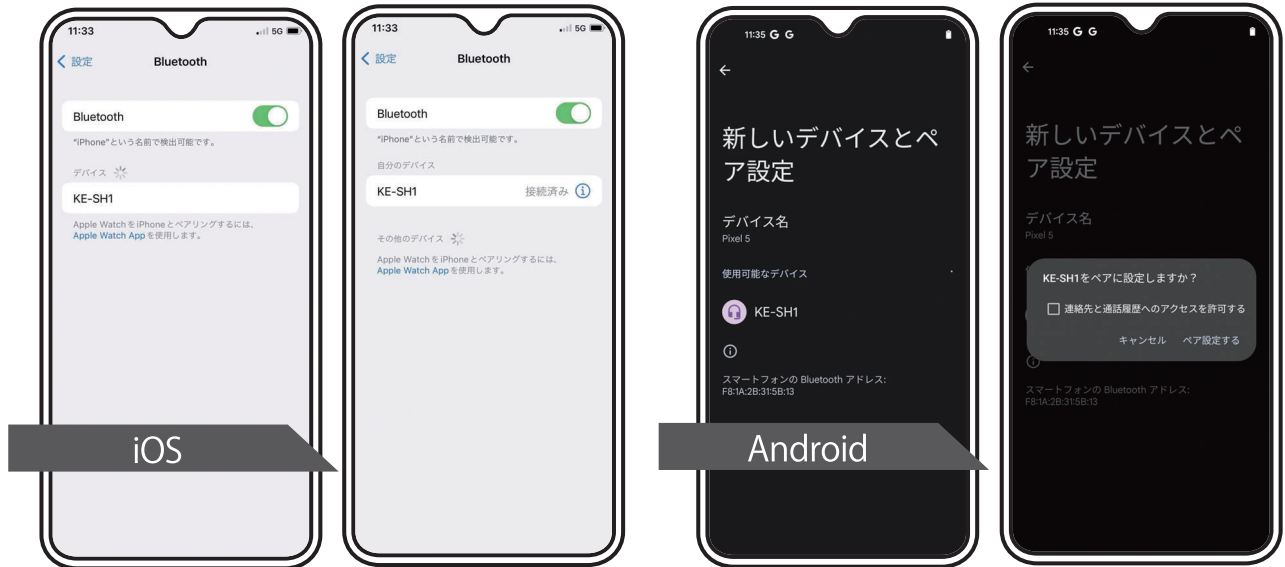 11:33
5G
設定
Bluetooth
Bluetooth
"iPhone"という名前で検出可能です。
デバイス
KE-SH1
Apple Watch を iPhone とペアリングするには、
Apple Watch App を使用します。
iOS
11:33
5G
設定
Bluetooth
Bluetooth
"iPhone"という名前で検出可能です。
自分のデバイス
KE-SH1
接続済み
その他のデバイス
Apple Watch を iPhone とペアリングするには、
Apple Watch App を使用します。
11:35 G G
新しいデバイスとペ
ア設定
デバイス名
Pixel 5
使用可能なデバイス
KE-SH1
スマートフォンの Bluetooth アドレス:
F8:1A:2B:31:5B:13
Android
11:35 G G
新しいデバイスとペ
ア設定
デバイス名
Pixel 5
KE-SH1をペアに設定しますか？
連絡先と通話履歴へのアクセスを許可する
キャンセル
ペア設定する
スマートフォンの Bluetooth アドレス:
F8:1A:2B:31:5B:13